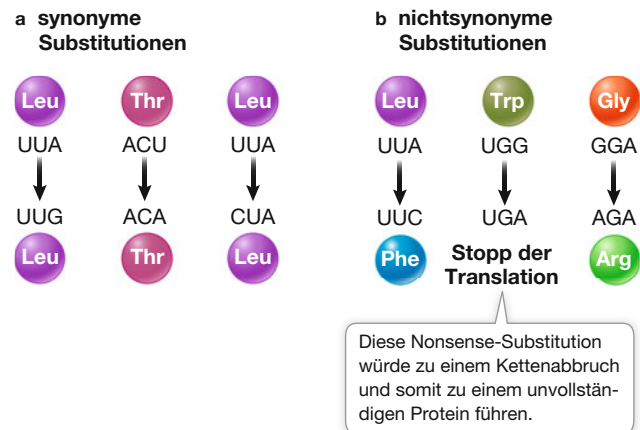 a synonyme
Substitutionen
Leu Thr Leu
UUA ACU UUA
UUG ACA CUA
Leu Thr Leu
b nichtsynonyme
Substitutionen
Leu Trp Gly
UUA UGG GGA
UUC UGA AGA
Phe Stopp der Arg
Translation
Diese Nonsense-Substitution
würde zu einem Kettenabbruch
und somit zu einem unvollstän-
digen Protein führen.